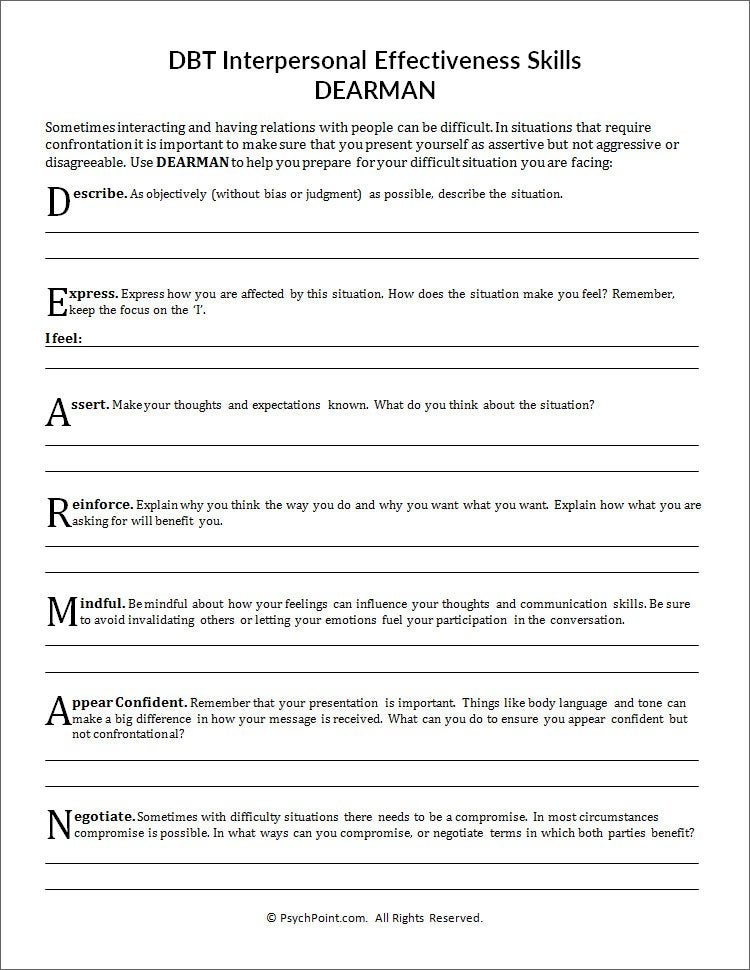 DBT Interpersonal Effectiveness Skills
DEARMAN
Sometimes interacting and having relations with people can be difficult. In situations that require
confrontation it is important to make sure that you present yourself as assertive but not aggressive or
disagreeable. Use DEARMAN to help you prepare for your difficult situation you are facing:
Describe. As objectively (without bias or judgment) as possible, describe the situation.
Express. Express how you are affected by this situation. How does the situation make you feel? Remember,
keep the focus on the 'I'.
I feel:
Assert. Make your thoughts and expectations known. What do you think about the situation?
Reinforce. Explain why you think the way you do and why you want what you want. Explain how what you are
asking for will benefit you.
Mindful. Be mindful about how your feelings can influence your thoughts and communication skills. Be sure
to avoid invalidating others or letting your emotions fuel your participation in the conversation.
Appear Confident. Remember that your presentation is important. Things like body language and tone can
make a big difference in how your message is received. What can you do to ensure you appear confident but
not confrontational?
Negotiate. Sometimes with difficulty situations there needs to be a compromise. In most circumstances
compromise is possible. In what ways can you compromise, or negotiate terms in which both parties benefit?
© PsychPoint.com. All Rights Reserved.